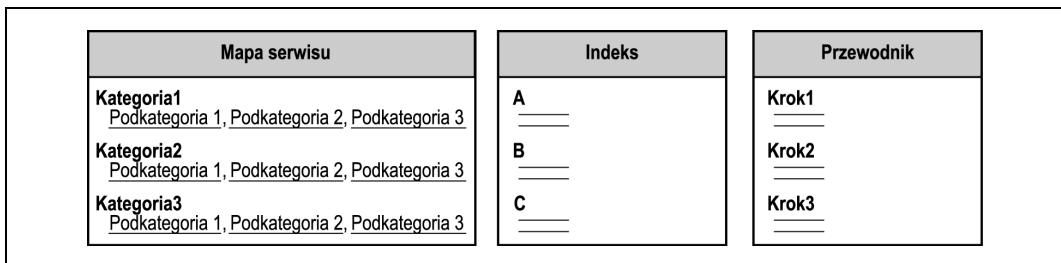 Mapa serwisu
Kategoria1
Podkategoria 1, Podkategoria 2, Podkategoria 3
Kategoria2
Podkategoria 1, Podkategoria 2, Podkategoria 3
Kategoria3
Podkategoria 1, Podkategoria 2, Podkategoria 3
Indeks
A
B
C
Przewodnik
Krok1
Krok2
Krok3